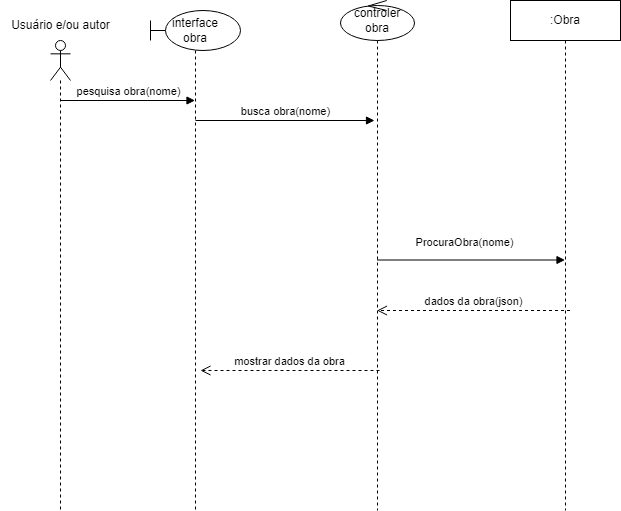 Usuário e/ou autor
interface
obra
controler
obra
:Obra
pesquisa obra(nome)
busca obra(nome)
ProcuraObra(nome)
dados da obra(json)
mostrar dados da obra